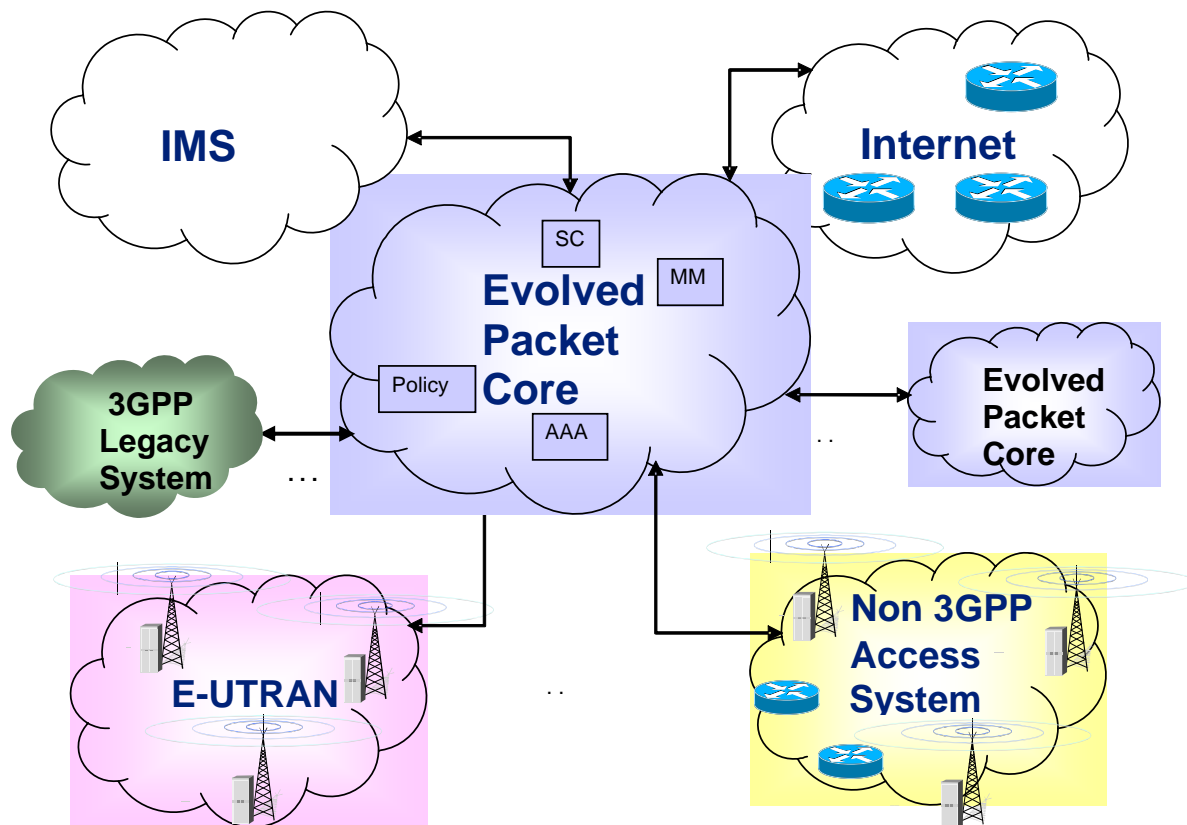 IMS
Internet
SC
MM
Evolved
Packet
Core
Policy
AAA
3GPP
Legacy
System
...
..
Evolved
Packet
Core
E-UTRAN
..
Non 3GPP
Access
System